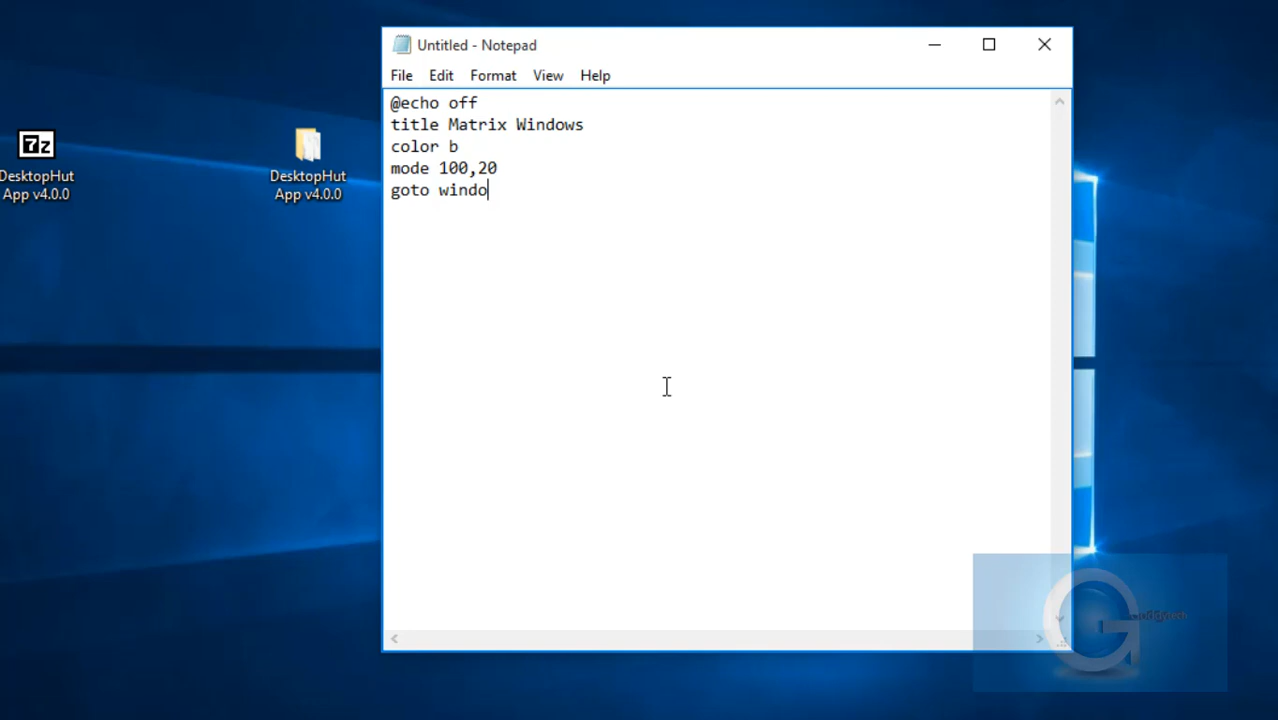 Untitled - Notepad
File Edit Format View Help
@echo off
title Matrix Windows
color b
mode 100,20
goto windo
7z
DesktopHut
App v4.0.0
DesktopHut
App v4.0.0
G